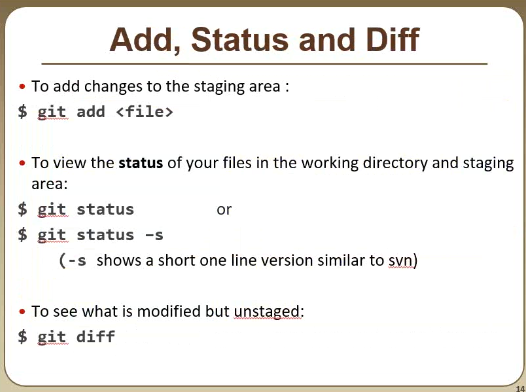 Add, Status and Diff
• To add changes to the staging area :
$ git add <file>
• To view the status of your files in the working directory and staging
area:
$ git status or
$ git status –s
(-s shows a short one line version similar to svn)
• To see what is modified but unstaged:
$ git diff
14